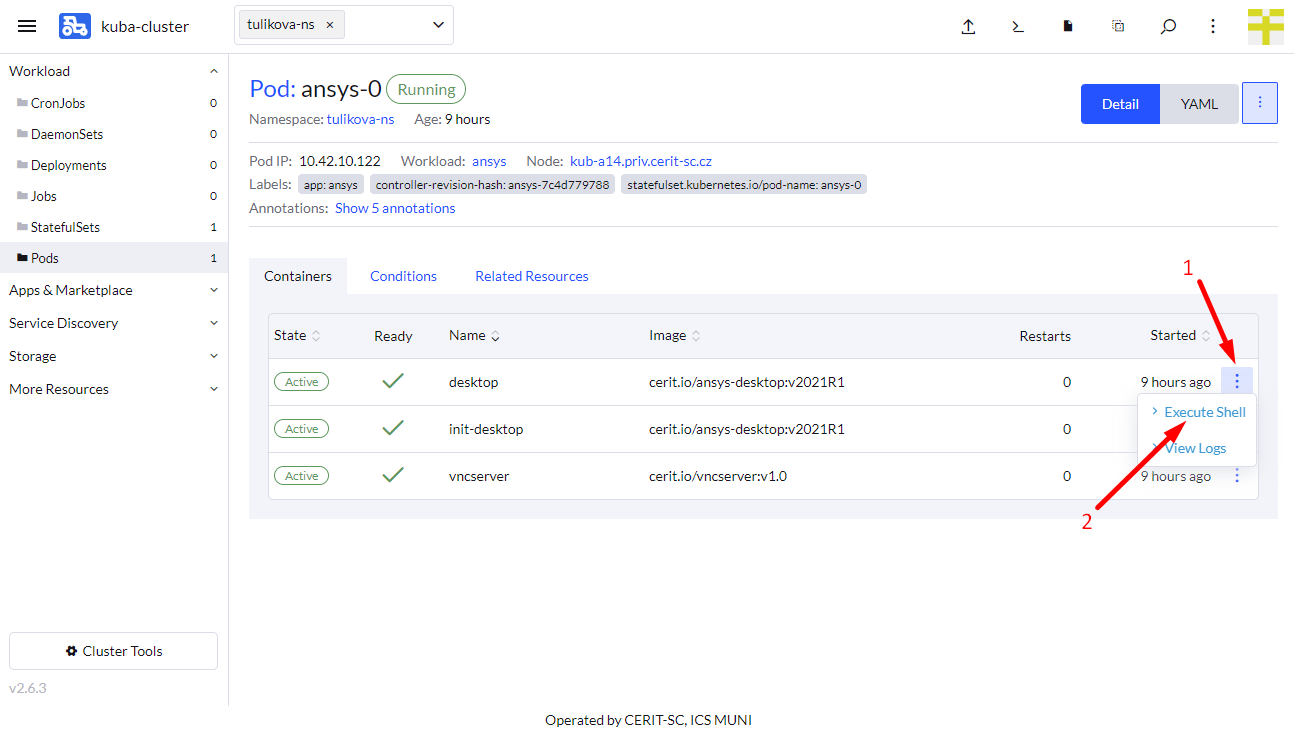 kuba-cluster
tulikova-ns ×
Workload
CronJobs 0
DaemonSets 0
Deployments 0
Jobs 0
StatefulSets 1
Pods 1
Apps & Marketplace
Service Discovery
Storage
More Resources
Cluster Tools
v2.6.3
Pod: ansys-0 Running
Namespace: tulikova-ns Age: 9 hours
Detail YAML
Pod IP: 10.42.10.122 Workload: ansys Node: kub-a14.priv.cerit-sc.cz
Labels: app: ansys controller-revision-hash: ansys-7c4d779788 statefulset.kubernetes.io/pod-name: ansys-0
Annotations: Show 5 annotations
Containers Conditions Related Resources
1
State Ready Name Image Restarts Started
Active desktop cerit.io/ansys-desktop:v2021R1 0 9 hours ago
Execute Shell
Active init-desktop cerit.io/ansys-desktop:v2021R1 0
View Logs
Active vncserver cerit.io/vncserver:v1.0 0 9 hours ago
2
Operated by CERIT-SC, ICS MUNI